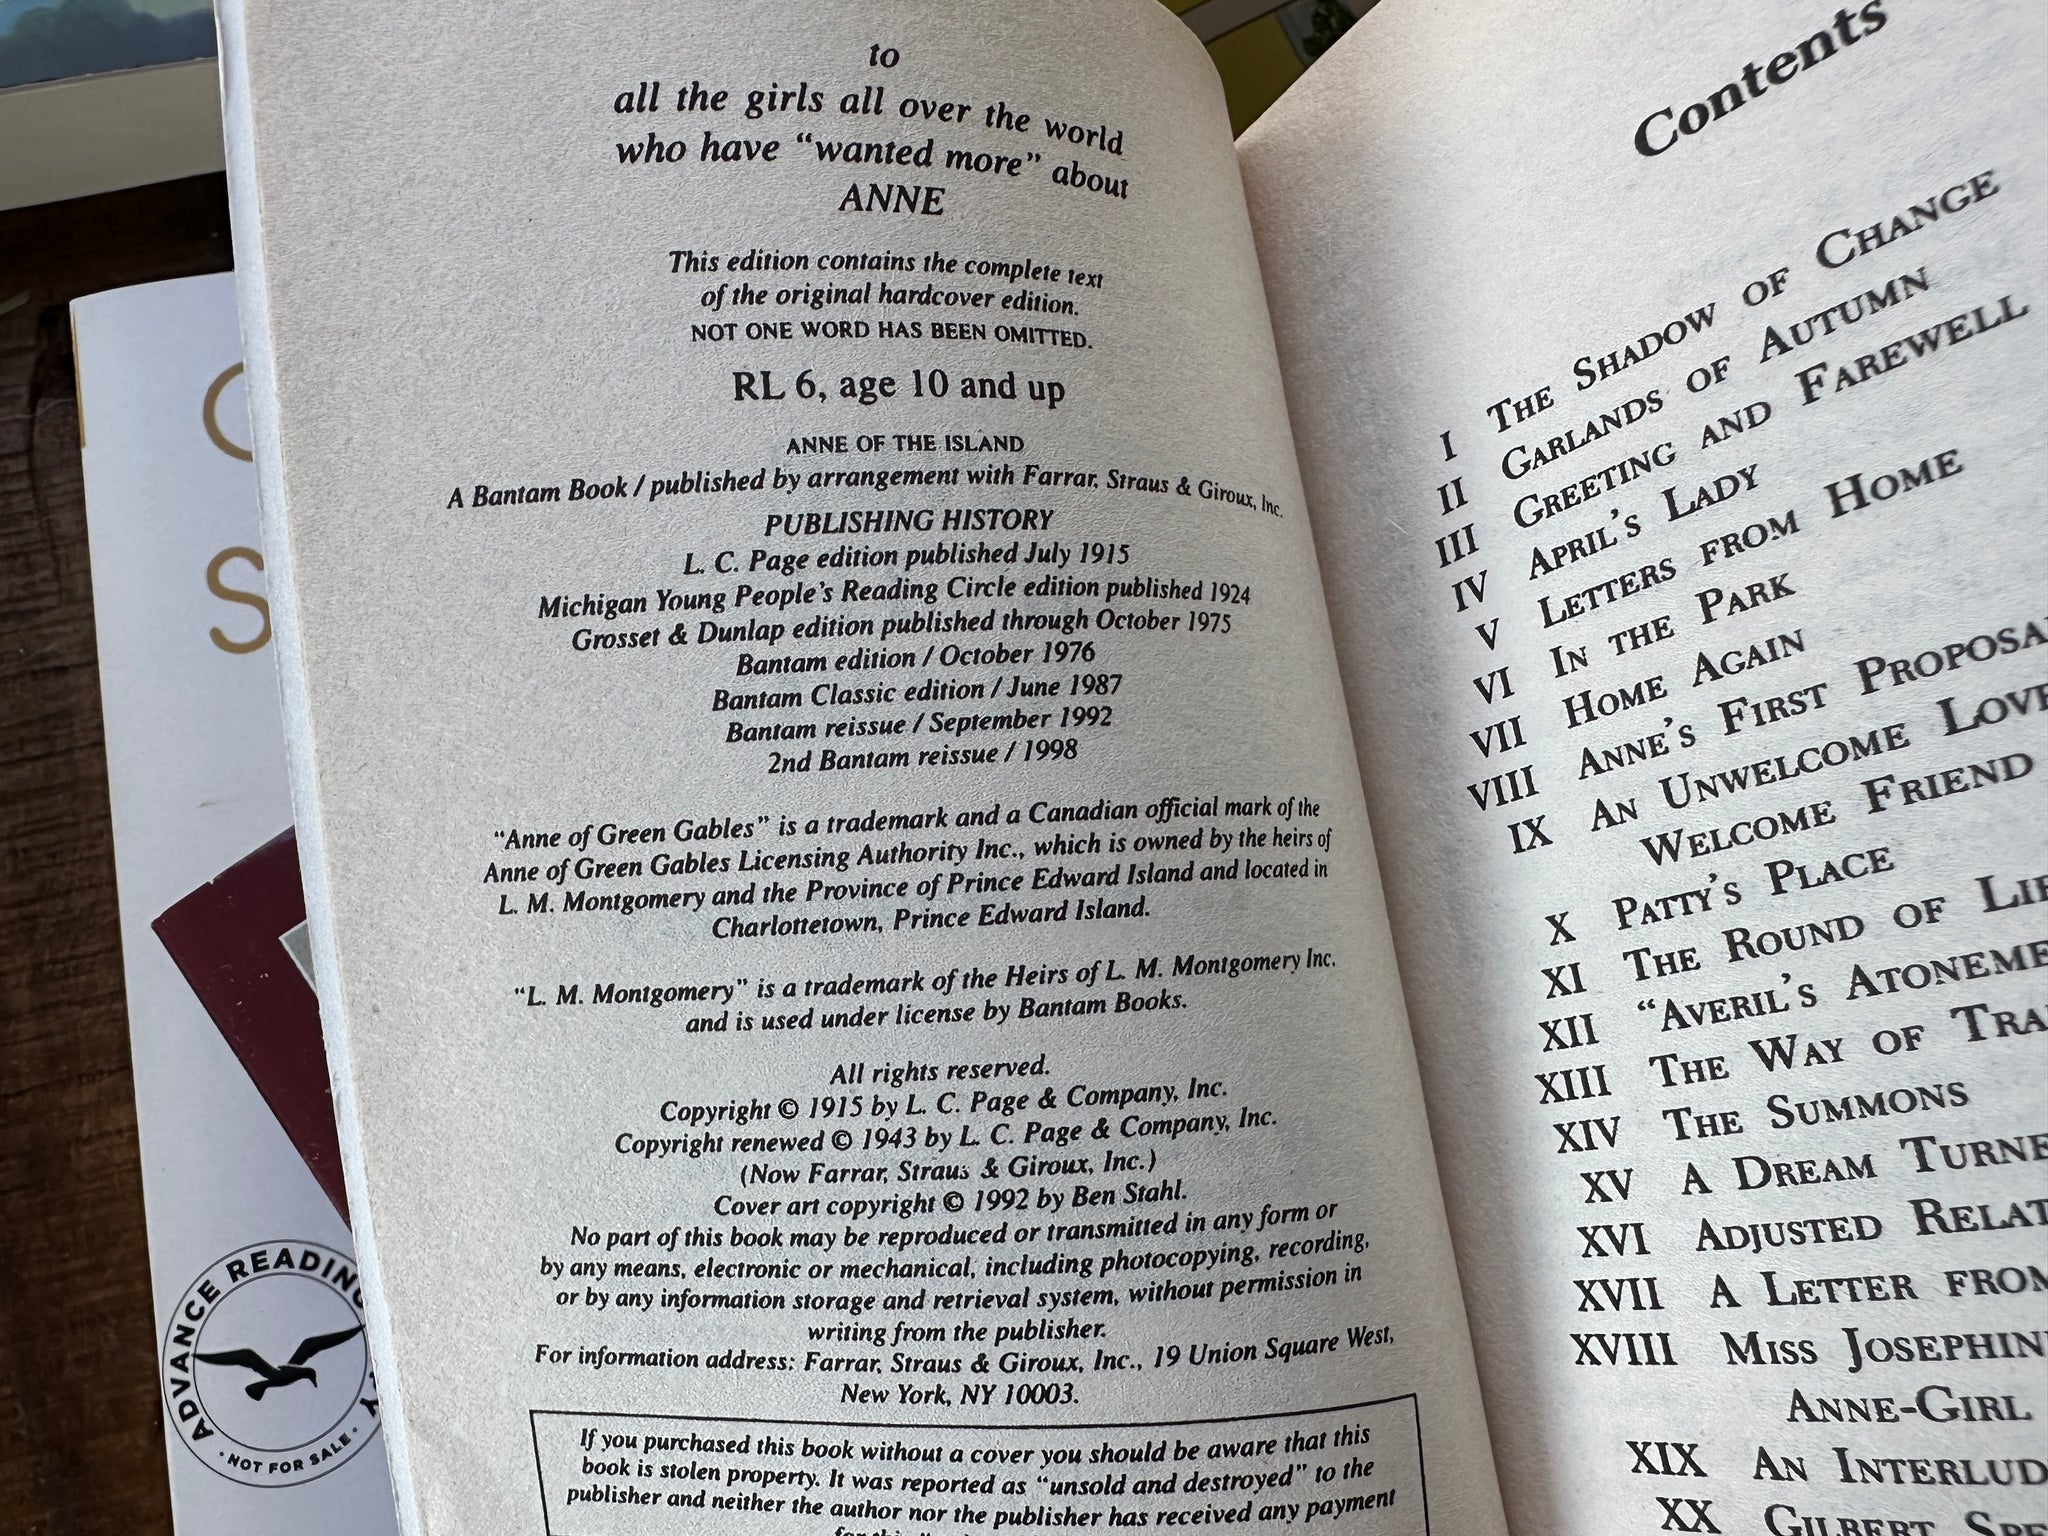 to
all the girls all over the world
who have “wanted more” about
ANNE
This edition contains the complete text
of the original hardcover edition.
NOT ONE WORD HAS BEEN OMITTED.
RL 6, age 10 and up
ANNE OF THE ISLAND
A Bantam Book / published by arrangement with Farrar, Straus & Giroux, Inc.
PUBLISHING HISTORY
L. C. Page edition published July 1915
Michigan Young People’s Reading Circle edition published 1924
Grosset & Dunlap edition published through October 1975
Bantam edition / October 1976
Bantam Classic edition / June 1987
Bantam reissue / September 1992
2nd Bantam reissue / 1998
“Anne of Green Gables” is a trademark and a Canadian official mark of the
Anne of Green Gables Licensing Authority Inc., which is owned by the heirs of
L. M. Montgomery and the Province of Prince Edward Island and located in
Charlottetown, Prince Edward Island.
“L. M. Montgomery” is a trademark of the Heirs of L. M. Montgomery Inc.
and is used under license by Bantam Books.
All rights reserved.
Copyright © 1915 by L. C. Page & Company, Inc.
Copyright renewed © 1943 by L. C. Page & Company, Inc.
(Now Farrar, Straus & Giroux, Inc.)
Cover art copyright © 1992 by Ben Stahl.
No part of this book may be reproduced or transmitted in any form or
by any means, electronic or mechanical, including photocopying, recording,
or by any information storage and retrieval system, without permission in
writing from the publisher.
For information address: Farrar, Straus & Giroux, Inc., 19 Union Square West,
New York, NY 10003.
If you purchased this book without a cover you should be aware that this
book is stolen property. It was reported as “unsold and destroyed” to the
publisher and neither the author nor the publisher has received any payment
Contents
I THE SHADOW OF CHANGE
II GARLANDS OF AUTUMN
III GREETING AND FAREWELL
IV APRIL’S LADY
V LETTERS FROM HOME
VI IN THE PARK
VII HOME AGAIN
VIII ANNE’S FIRST PROPOSA
IX AN UNWELCOME LOVE
WELCOME FRIEND
X PATTY’S PLACE
XI THE ROUND OF LIF
XII “AVERIL’S ATONEME
XIII THE WAY OF TRA
XIV THE SUMMONS
XV A DREAM TURNE
XVI ADJUSTED RELAT
XVII A LETTER FROM
XVIII MISS JOSEPHIN
ANNE-GIRL
XIX AN INTERLUD
XX GILBERT SPE
ADVANCE READING
· NOT FOR SALE ·